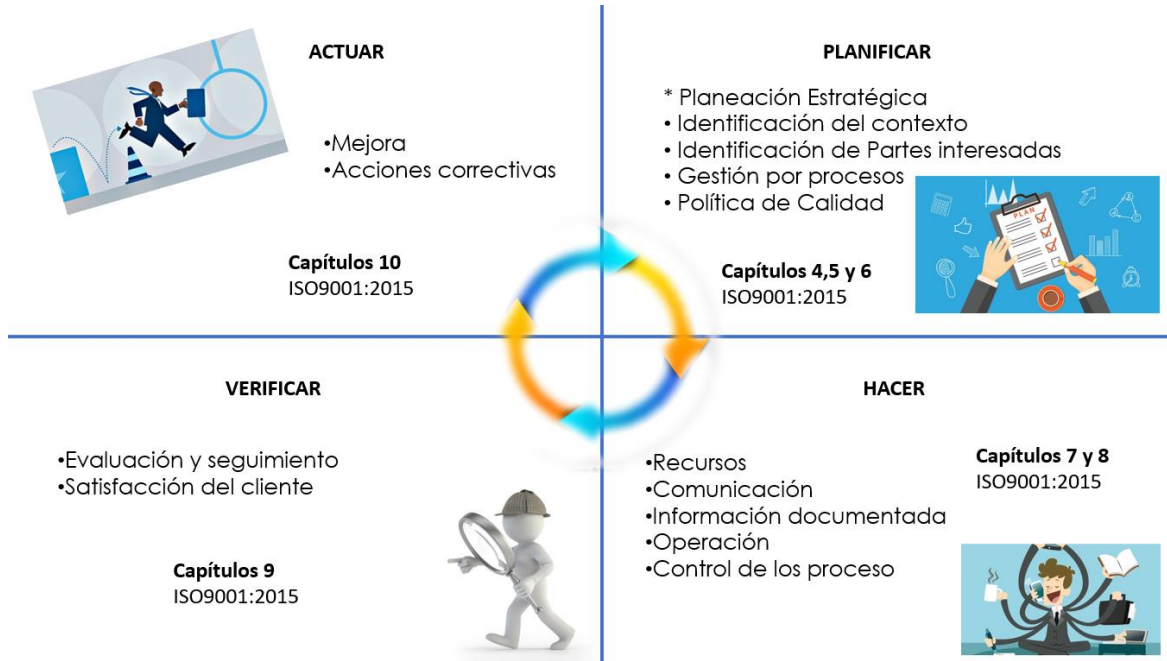 ACTUAR
•Mejora
•Acciones correctivas
Capítulos 10
ISO9001:2015
PLANIFICAR
* Planeación Estratégica
• Identificación del contexto
• Identificación de Partes interesadas
• Gestión por procesos
• Política de Calidad
PLAN
Capítulos 4,5 y 6
ISO9001:2015
VERIFICAR
•Evaluación y seguimiento
•Satisfacción del cliente
Capítulos 9
ISO9001:2015
HACER
•Recursos
•Comunicación
•Información documentada
•Operación
•Control de los proceso
Capítulos 7 y 8
ISO9001:2015